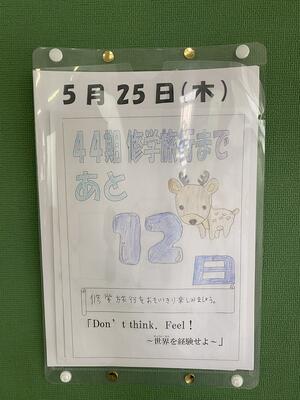 5月25日(木)
44期修学旅行まで
あと
12
日
修学旅行をおもいきり楽しみましょう。
「Don't think. Feel!
～世界を経験せよ～」